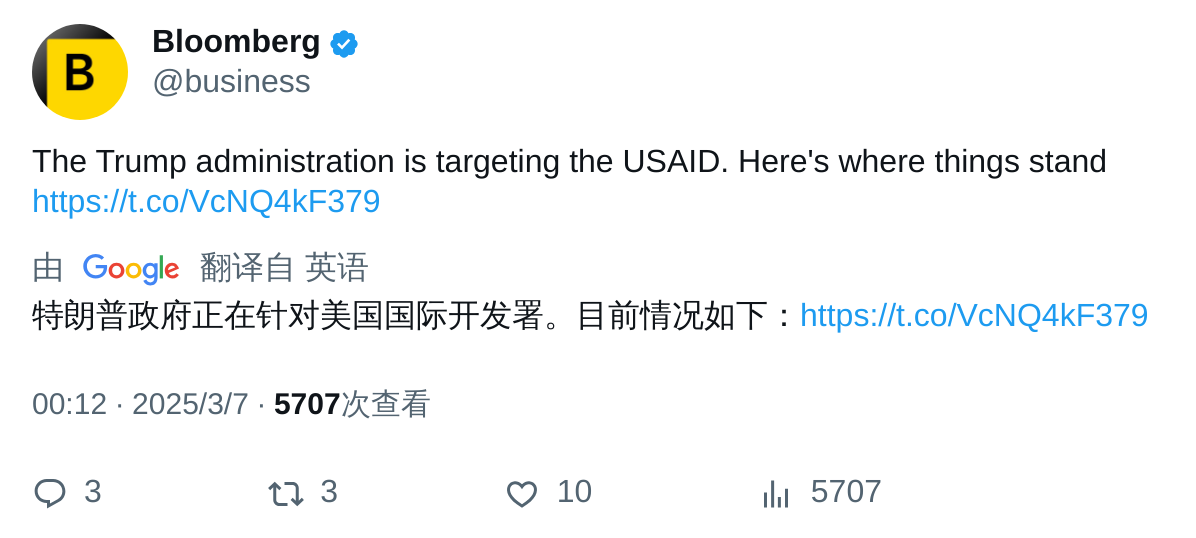 B
Bloomberg
@business
The Trump administration is targeting the USAID. Here's where things stand
https://t.co/VcNQ4kF379
由 Google 翻译自 英语
特朗普政府正在针对美国国际开发署。目前情况如下：https://t.co/VcNQ4kF379
00:12 · 2025/3/7 · 5707次查看
3 3 10 5707